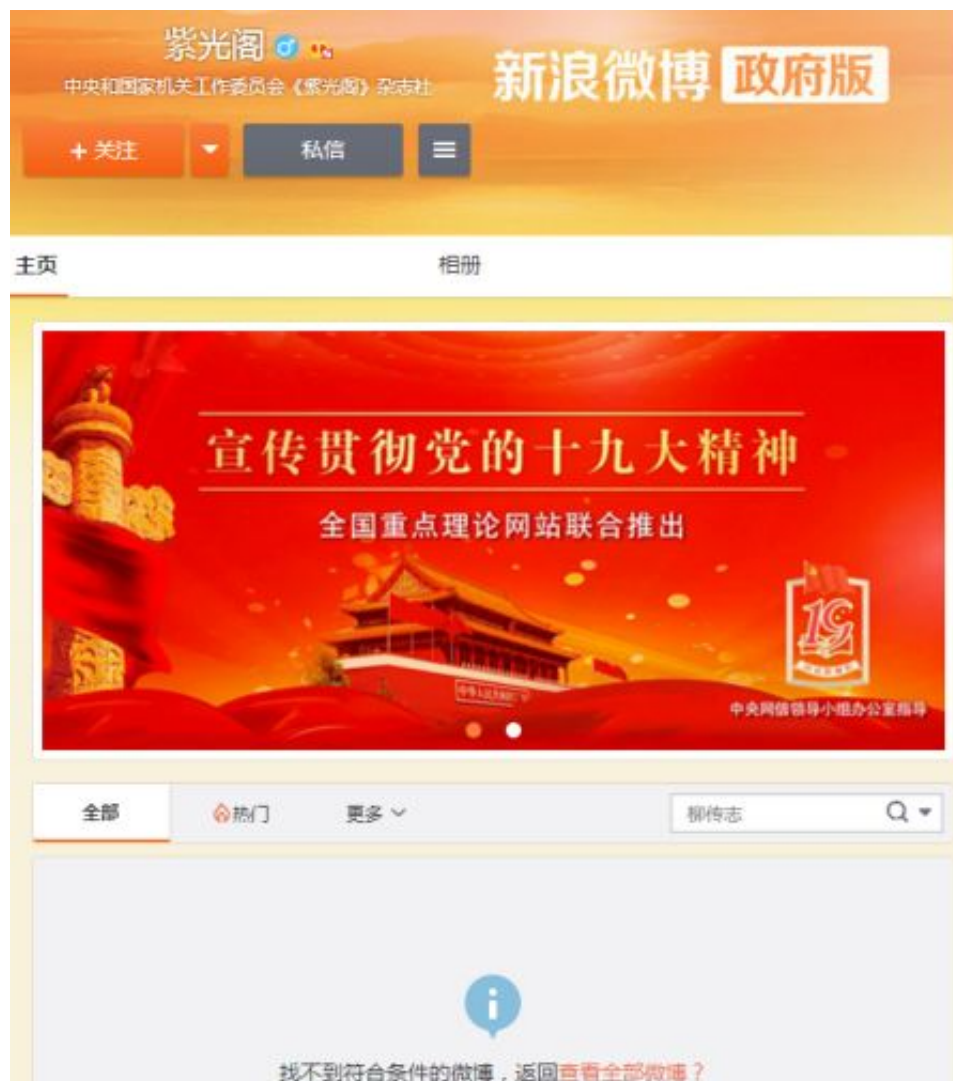 紫光阁
中央和国家机关工作委员会《紫光阁》杂志社
新浪微博 政府版
+ 关注
私信
主页
相册
宣传贯彻党的十九大精神
全国重点理论网站联合推出
19
中央网信领导小组办公室指导
全部
热门
更多
柳传志
找不到符合条件的微博，返回查看全部微博？